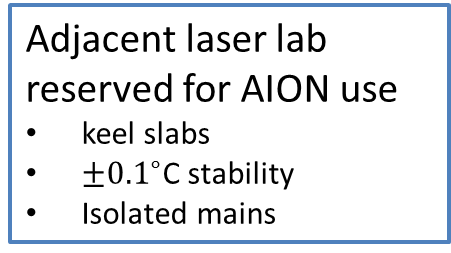 Adjacent laser lab
reserved for AION use
• keel slabs
• ±0.1°C stability
• Isolated mains